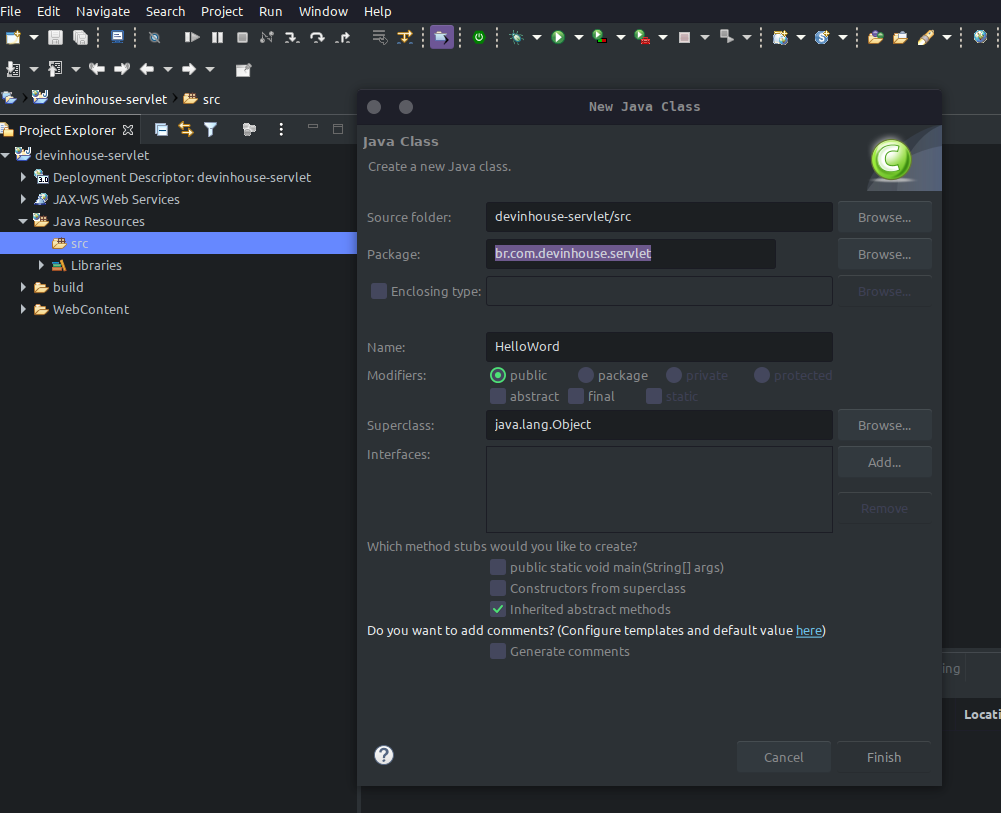 File Edit Navigate Search Project Run Window Help
devinhouse-servlet src
Project Explorer
devinhouse-servlet
Deployment Descriptor: devinhouse-servlet
JAX-WS Web Services
Java Resources
src
Libraries
build
WebContent
New Java Class
Java Class
Create a new Java class.
Source folder: devinhouse-servlet/src Browse...
Package: br.com.devinhouse.servlet Browse...
Enclosing type: Browse...
Name: HelloWord
Modifiers: public package private protected
abstract final static
Superclass: java.lang.Object Browse...
Interfaces: Add...
Remove
Which method stubs would you like to create?
public static void main(String[] args)
Constructors from superclass
Inherited abstract methods
Do you want to add comments? (Configure templates and default value here)
Generate comments
Cancel Finish